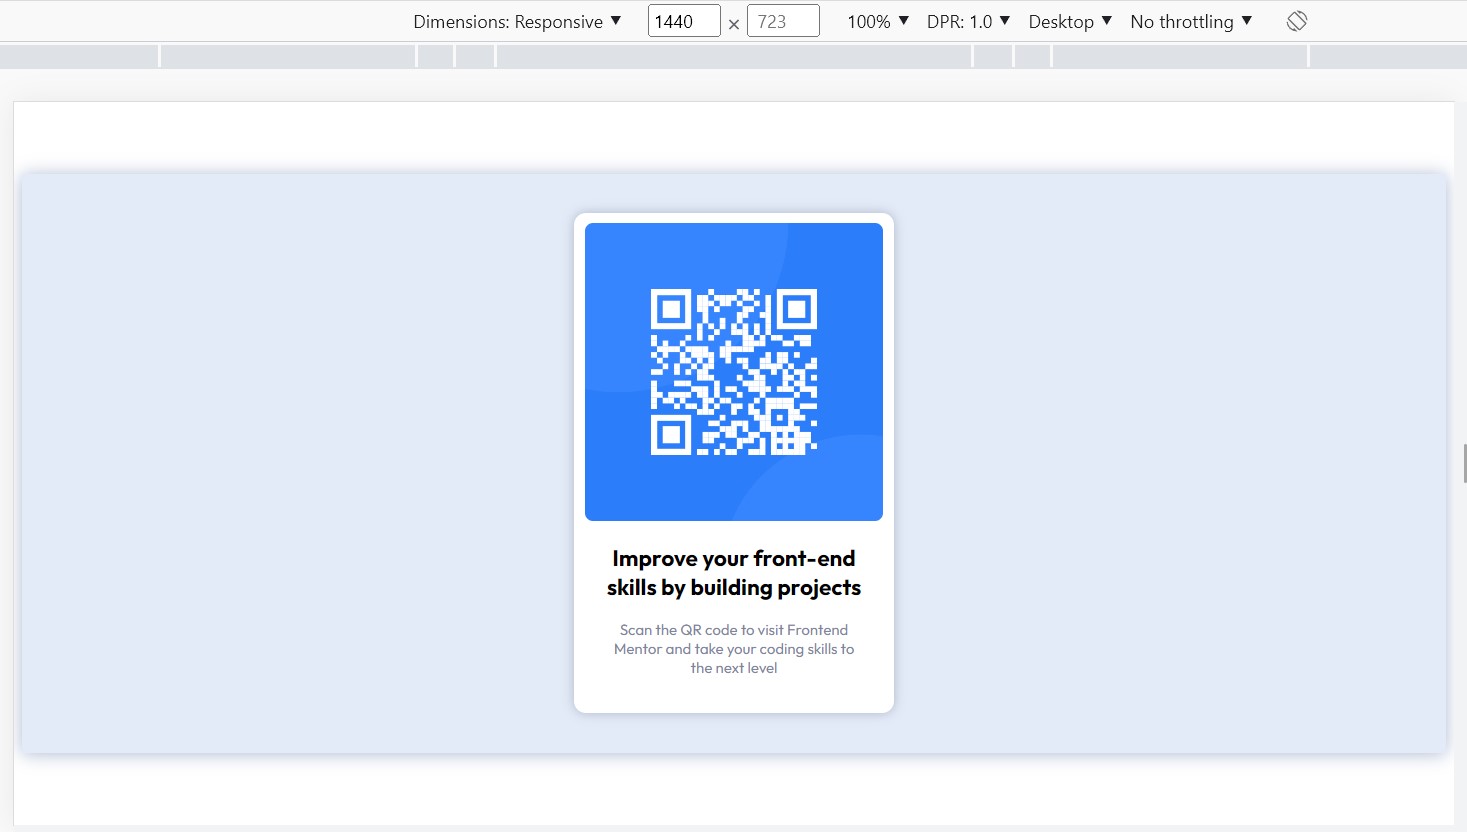 Dimensions: Responsive ▼ 1440 × 723 100% ▼ DPR: 1.0 ▼ Desktop ▼ No throttling ▼
Improve your front-end
skills by building projects
Scan the QR code to visit Frontend
Mentor and take your coding skills to
the next level